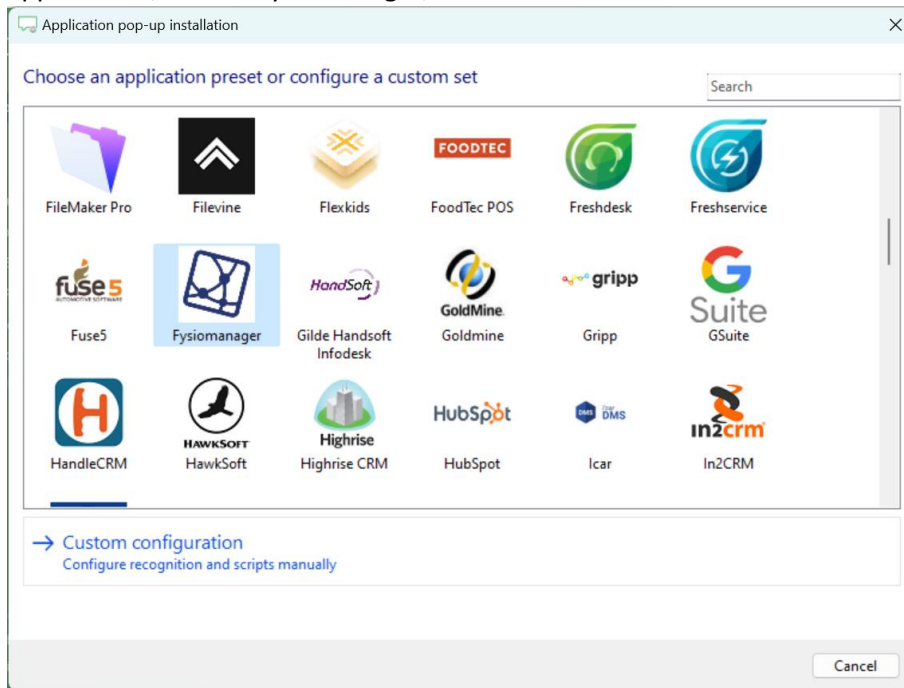 Application pop-up installation
Choose an application preset or configure a custom set
Search
FOODTEC
FileMaker Pro
Filevine
Flexkids
FoodTec POS
Freshdesk
Freshservice
fuse5
AUTOMOTIVE SOFTWARE
HandSoft
GoldMine.
gripp
G
Suite
Fuse5
Fysiomanager
Gilde Handsoft
Infodesk
Goldmine
Gripp
GSuite
H
HAWKSOFT
Highrise
HubSpot
DMS
DMS
in2crm
HandleCRM
HawkSoft
Highrise CRM
HubSpot
Icar
In2CRM
Custom configuration
Configure recognition and scripts manually
Cancel